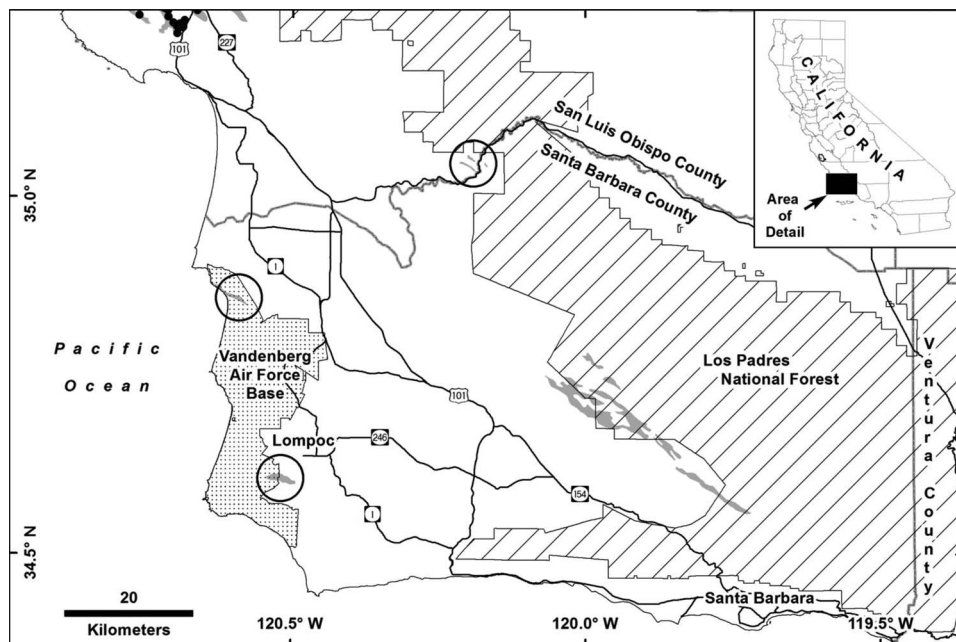 227
101
CALIFORNIA
San Luis Obispo County
Santa Barbara County
35.0° N
Area
of
Detail
1
Pacific
Ocean
Vandenberg
Air Force
Base
Los Padres
National Forest
Ventura County
101
Lompoc
246
154
1
34.5° N
20
Kilometers
Santa Barbara
120.5° W
120.0° W
119.5° W